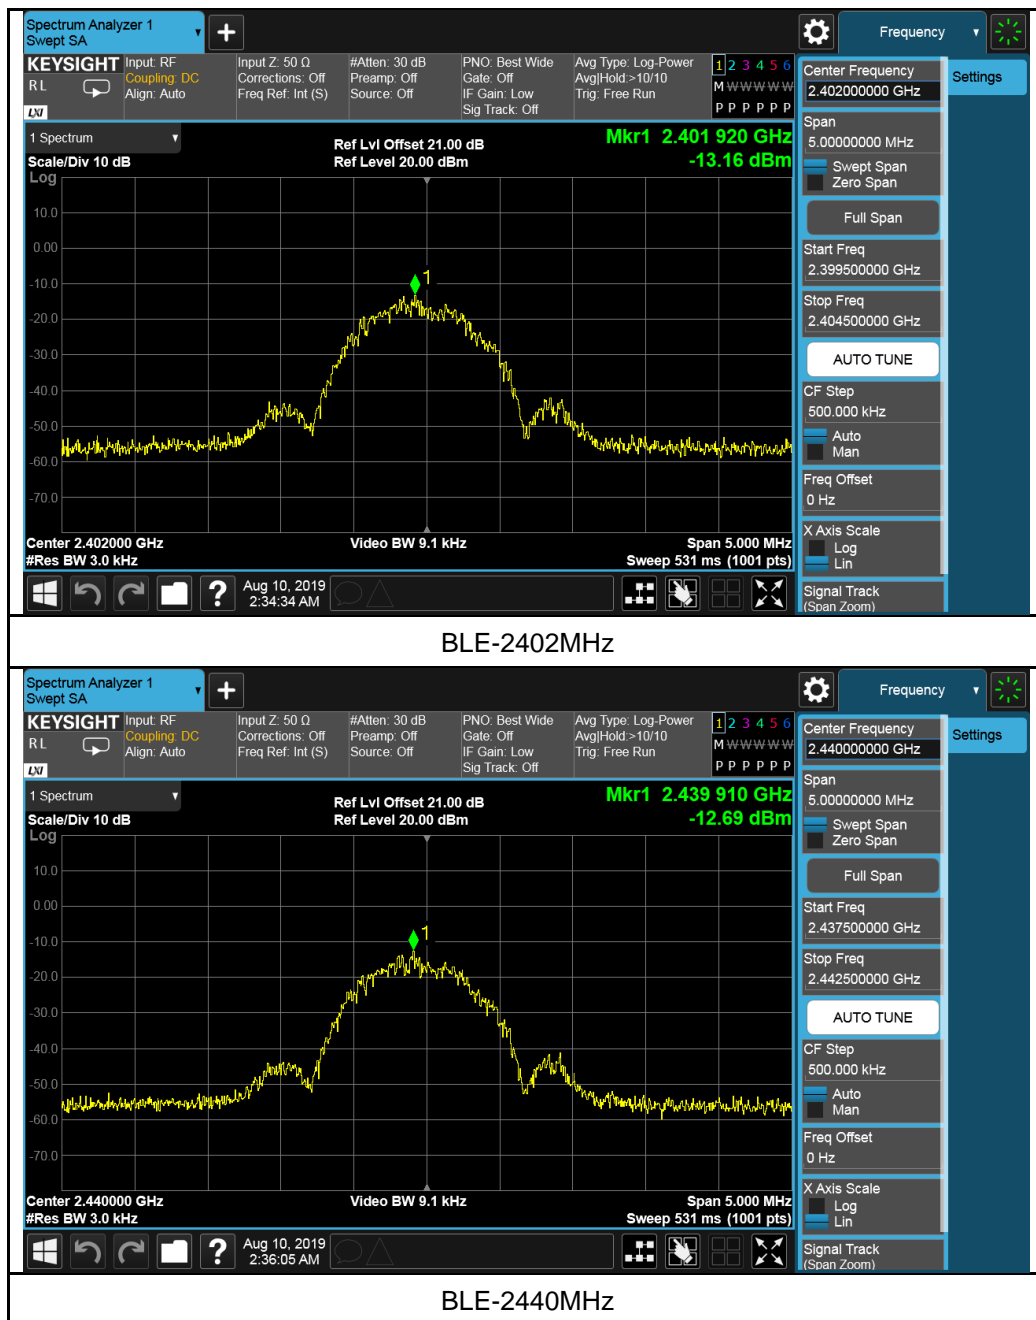 Spectrum Analyzer 1
Swept SA
Frequency
KEYSIGHT
RL
LXI
Input: RF
Coupling: DC
Align: Auto
Input Z: 50 Ω
Corrections: Off
Freq Ref: Int (S)
#Atten: 30 dB
Preamp: Off
Source: Off
PNO: Best Wide
Gate: Off
IF Gain: Low
Sig Track: Off
Avg Type: Log-Power
Avg|Hold:>10/10
Trig: Free Run
1 2 3 4 5 6
M W W W W W
P P P P P P
Center Frequency
2.402000000 GHz
Settings
Span
5.00000000 MHz
Swept Span
Zero Span
Full Span
Start Freq
2.399500000 GHz
Stop Freq
2.404500000 GHz
AUTO TUNE
CF Step
500.000 kHz
Auto
Man
Freq Offset
0 Hz
X Axis Scale
Log
Lin
Signal Track
(Span Zoom)
1 Spectrum
Scale/Div 10 dB
Ref Lvl Offset 21.00 dB
Ref Level 20.00 dBm
Mkr1 2.401 920 GHz
-13.16 dBm
Log
10.0
0.00
-10.0
-20.0
-30.0
-40.0
-50.0
-60.0
-70.0
1
Center 2.402000 GHz
#Res BW 3.0 kHz
Video BW 9.1 kHz
Span 5.000 MHz
Sweep 531 ms (1001 pts)
?
Aug 10, 2019
2:34:34 AM
BLE-2402MHz
Spectrum Analyzer 1
Swept SA
Frequency
KEYSIGHT
RL
LXI
Input: RF
Coupling: DC
Align: Auto
Input Z: 50 Ω
Corrections: Off
Freq Ref: Int (S)
#Atten: 30 dB
Preamp: Off
Source: Off
PNO: Best Wide
Gate: Off
IF Gain: Low
Sig Track: Off
Avg Type: Log-Power
Avg|Hold:>10/10
Trig: Free Run
1 2 3 4 5 6
M W W W W W
P P P P P P
Center Frequency
2.440000000 GHz
Settings
Span
5.00000000 MHz
Swept Span
Zero Span
Full Span
Start Freq
2.437500000 GHz
Stop Freq
2.442500000 GHz
AUTO TUNE
CF Step
500.000 kHz
Auto
Man
Freq Offset
0 Hz
X Axis Scale
Log
Lin
Signal Track
(Span Zoom)
1 Spectrum
Scale/Div 10 dB
Ref Lvl Offset 21.00 dB
Ref Level 20.00 dBm
Mkr1 2.439 910 GHz
-12.69 dBm
Log
10.0
0.00
-10.0
-20.0
-30.0
-40.0
-50.0
-60.0
-70.0
1
Center 2.440000 GHz
#Res BW 3.0 kHz
Video BW 9.1 kHz
Span 5.000 MHz
Sweep 531 ms (1001 pts)
?
Aug 10, 2019
2:36:05 AM
BLE-2440MHz